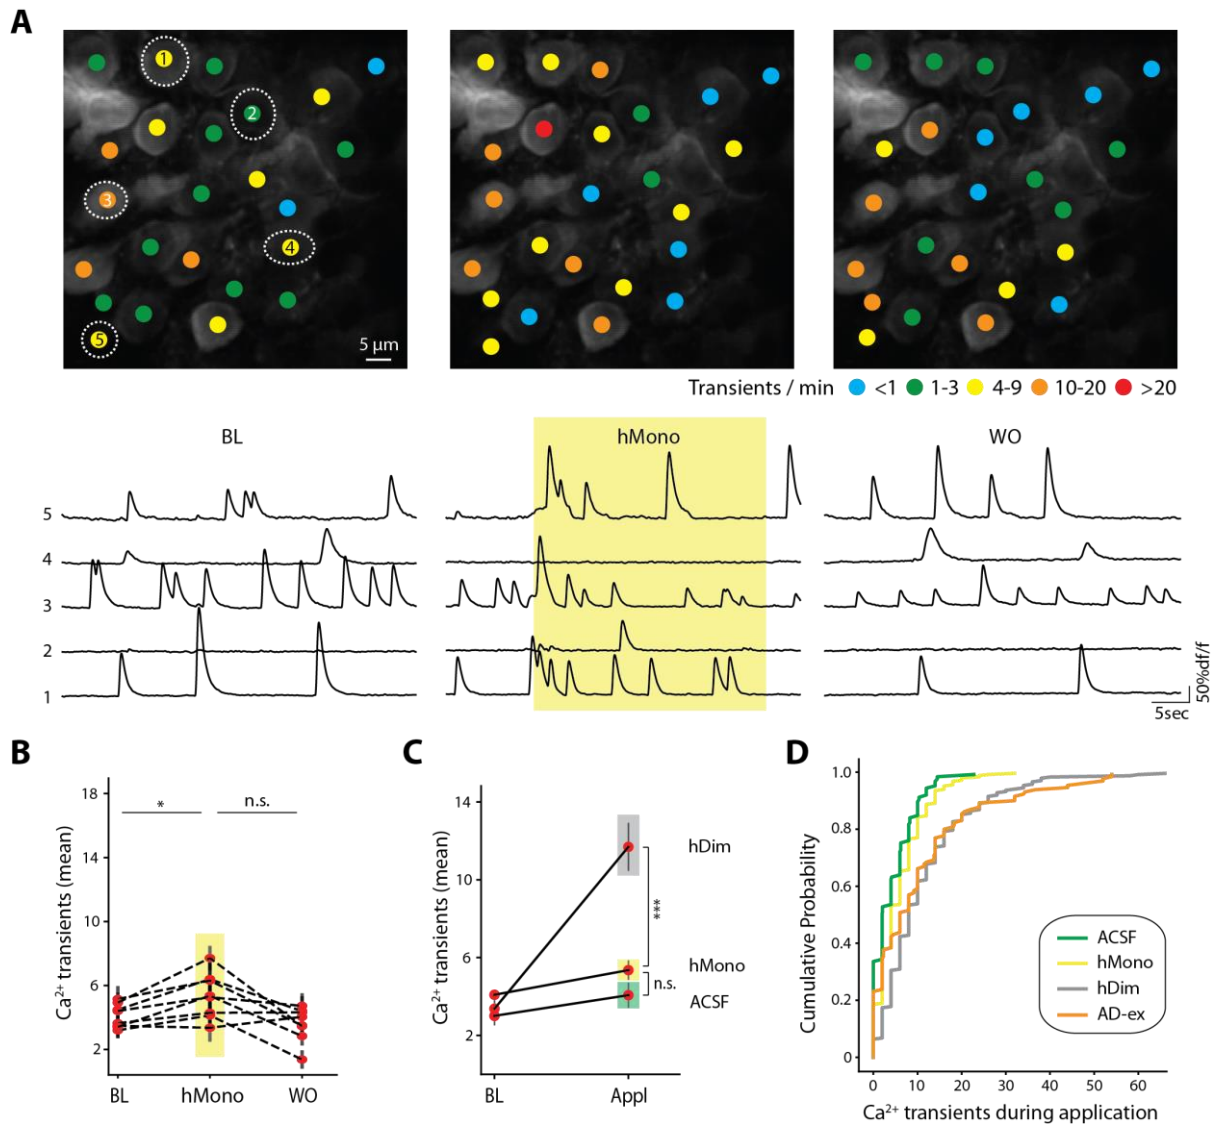 A
1
2
3
4
5
5 μm
Transients / min <1 1-3 4-9 10-20 >20
BL hMono WO
5
4
3
2
1
50%df/f
5sec
B
Ca²⁺ transients (mean)
18
14
10
6
2
* n.s.
BL hMono WO
C
Ca²⁺ transients (mean)
14
10
6
2
hDim
***
hMono
n.s.
ACSF
BL Appl
D
Cumulative Probability
1.0
0.8
0.6
0.4
0.2
0
ACSF
hMono
hDim
AD-ex
0 10 20 30 40 50 60
Ca²⁺ transients during application